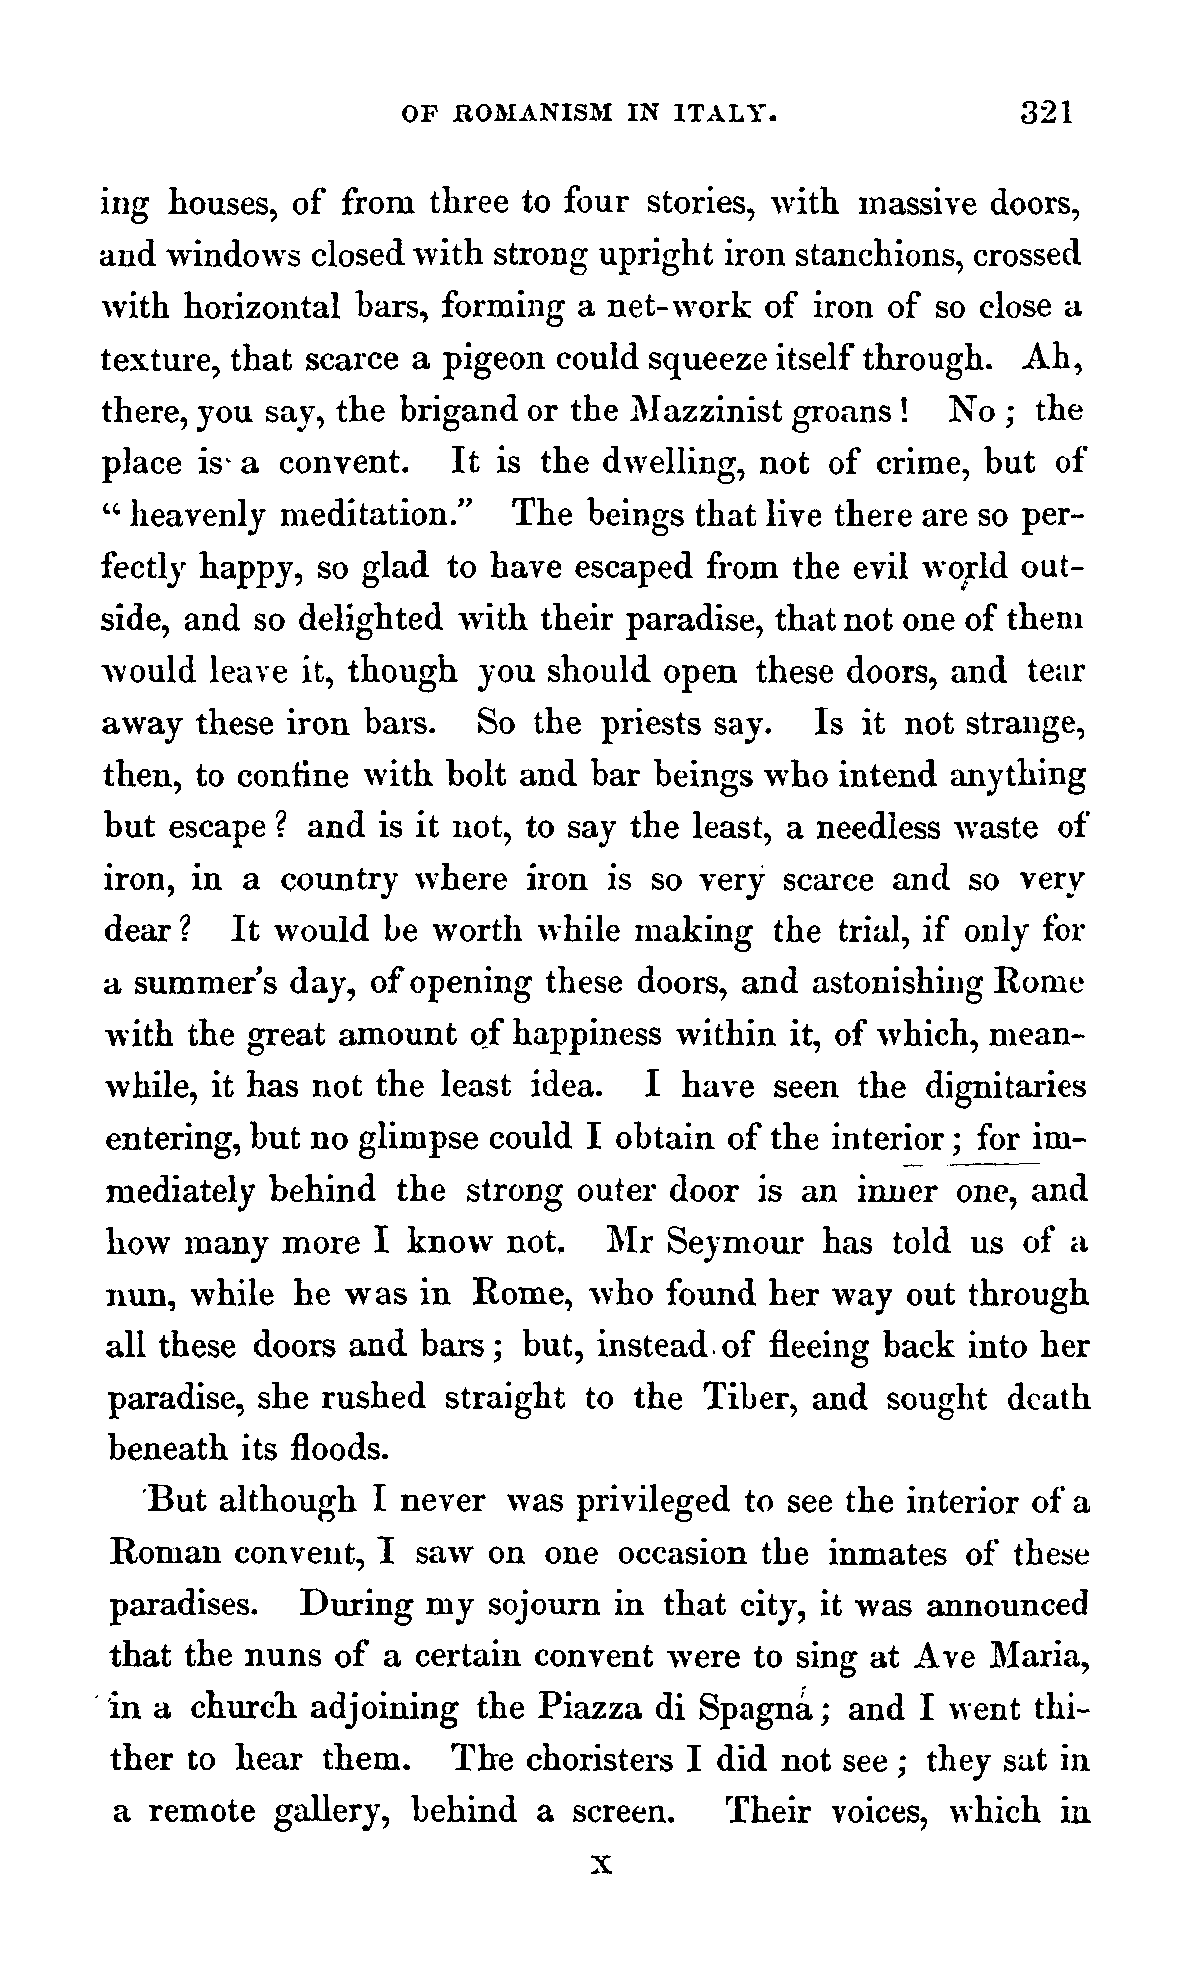 OF ROMANISM IN ITALY. 321
ing houses, of from three to four stories, with massive doors,
and windows closed with strong upright iron stanchions, crossed
with horizontal bars, forming a net-work of iron of so close a
texture, that scarce a pigeon could squeeze itself through. Ah,
there, you say, the brigand or the Mazzinist groans! No; the
place is a convent. It is the dwelling, not of crime, but of
“heavenly meditation.” The beings that live there are so per-
fectly happy, so glad to have escaped from the evil world out-
side, and so delighted with their paradise, that not one of them
would leave it, though you should open these doors, and tear
away these iron bars. So the priests say. Is it not strange,
then, to confine with bolt and bar beings who intend anything
but escape? and is it not, to say the least, a needless waste of
iron, in a country where iron is so very scarce and so very
dear? It would be worth while making the trial, if only for
a summer's day, of opening these doors, and astonishing Rome
with the great amount of happiness within it, of which, mean-
while, it has not the least idea. I have seen the dignitaries
entering, but no glimpse could I obtain of the interior; for im-
mediately behind the strong outer door is an inner one, and
how many more I know not. Mr Seymour has told us of a
nun, while he was in Rome, who found her way out through
all these doors and bars; but, instead of fleeing back into her
paradise, she rushed straight to the Tiber, and sought death
beneath its floods.
But although I never was privileged to see the interior of a
Roman convent, I saw on one occasion the inmates of these
paradises. During my sojourn in that city, it was announced
that the nuns of a certain convent were to sing at Ave Maria,
in a church adjoining the Piazza di Spagna; and I went thi-
ther to hear them. The choristers I did not see; they sat in
a remote gallery, behind a screen. Their voices, which in
X